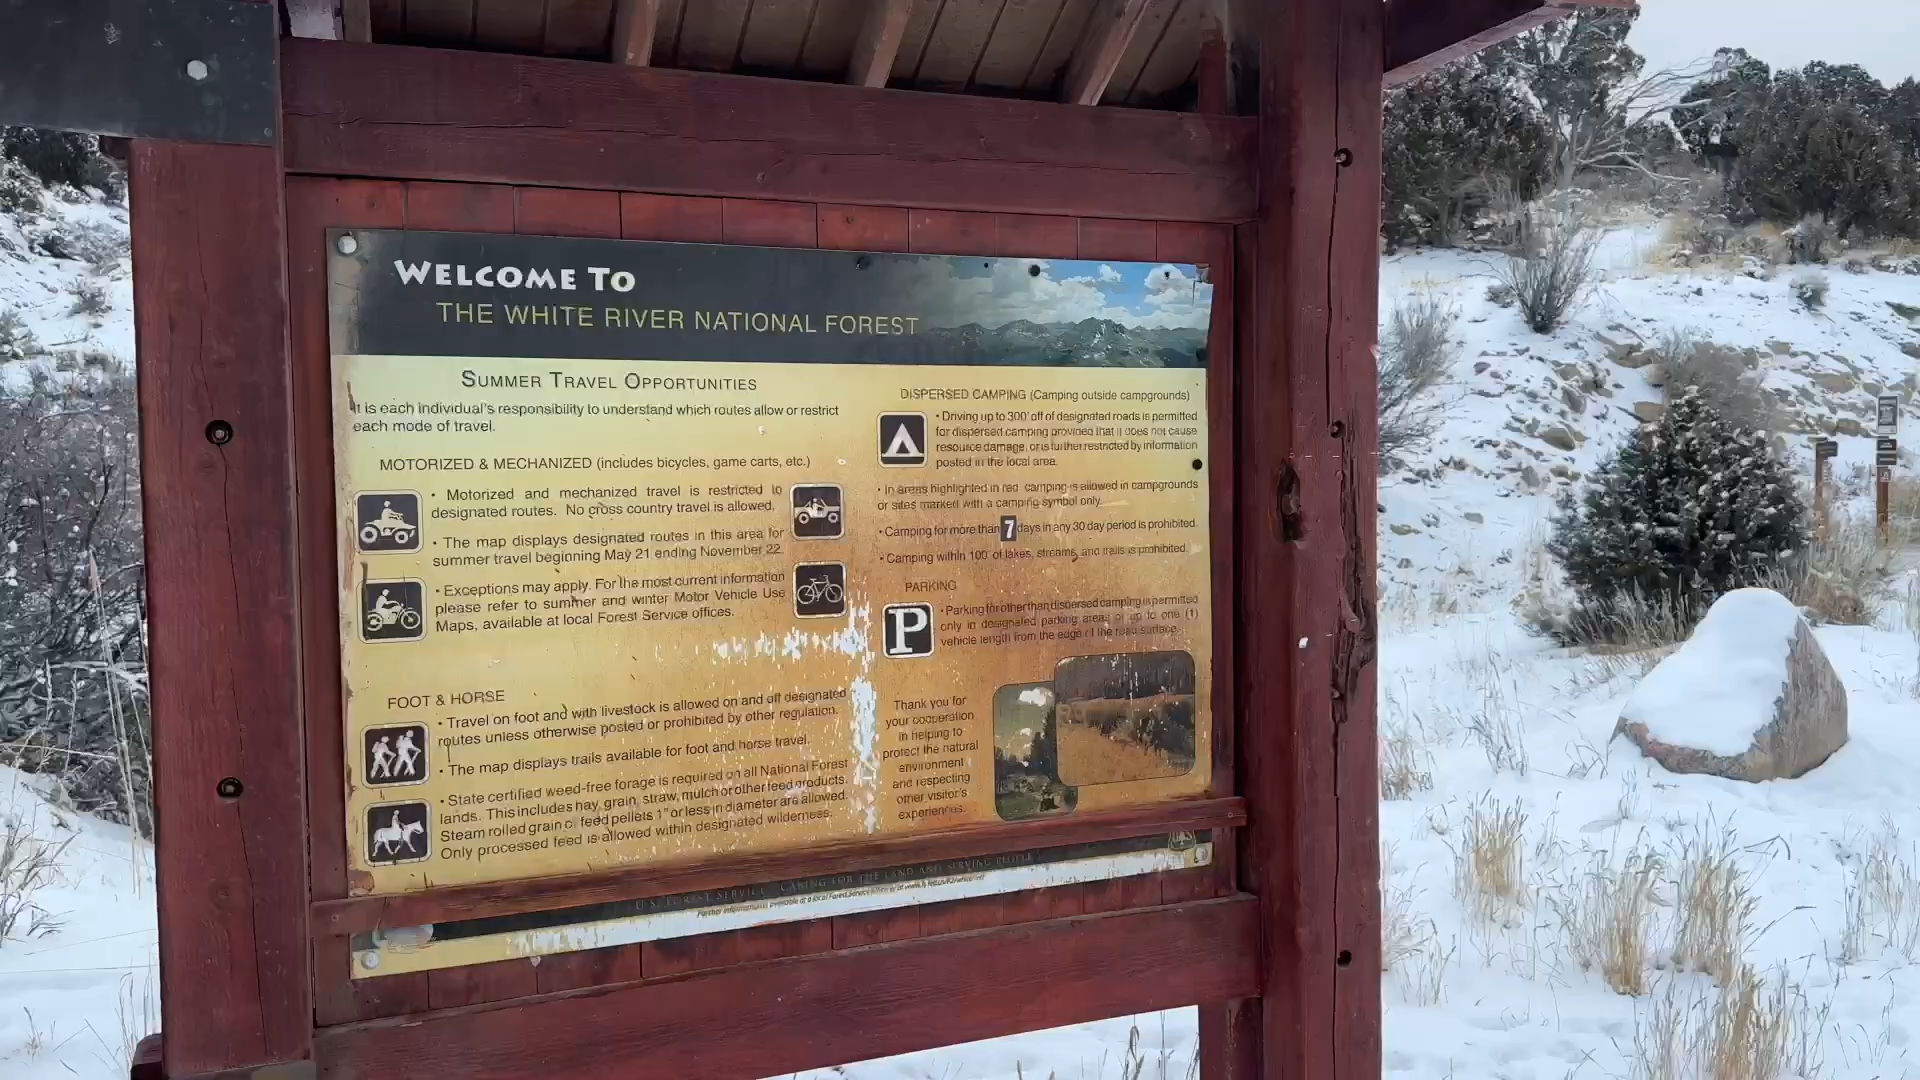 WELCOME TO
THE WHITE RIVER NATIONAL FOREST
SUMMER TRAVEL OPPORTUNITIES
It is each individual's responsibility to understand which routes allow or restrict
each mode of travel.
MOTORIZED & MECHANIZED (includes bicycles, game carts, etc.)
• Motorized and mechanized travel is restricted to
designated routes. No cross country travel is allowed.
• The map displays designated routes in this area for
summer travel beginning May 21 ending November 22.
• Exceptions may apply. For the most current information
please refer to summer and winter Motor Vehicle Use
Maps, available at local Forest Service offices.
FOOT & HORSE
• Travel on foot and with livestock is allowed on and off designated
routes unless otherwise posted or prohibited by other regulation.
• The map displays trails available for foot and horse travel.
• State certified weed-free forage is required on all National Forest
lands. This includes hay, grain, straw, mulch or other feed products.
Steam rolled grain or feed pellets 1" or less in diameter are allowed.
Only processed feed is allowed within designated wilderness.
DISPERSED CAMPING (Camping outside campgrounds)
• Driving up to 300' off of designated roads is permitted
for dispersed camping provided that it does not cause
resource damage, or is further restricted by information
posted in the local area.
• In areas highlighted in red camping is allowed in campgrounds
or sites marked with a camping symbol only.
• Camping for more than 7 days in any 30 day period is prohibited.
• Camping within 100' of lakes, streams, and trails is prohibited.
PARKING
P
• Parking for other than dispersed camping is permitted
only in designated parking areas or up to one (1)
vehicle length from the edge of the road surface.
Thank you for
your cooperation
in helping to
protect the natural
environment
and respecting
other visitor's
experiences.
U.S. FOREST SERVICE CARING FOR THE LAND AND SERVING PEOPLE
Further information is available at a local Forest Service office or at